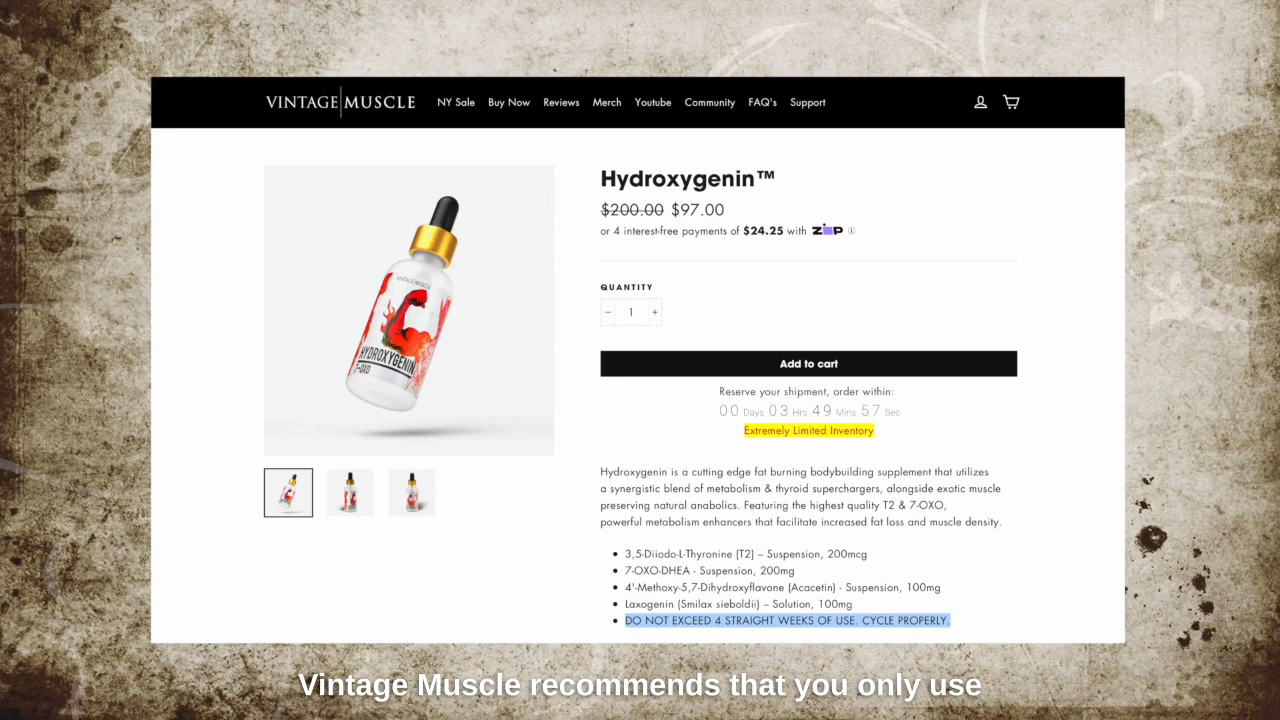 VINTAGE MUSCLE NY Sale Buy Now Reviews Merch Youtube Community FAQ's Support
Hydroxygenin™
$200.00 $97.00
or 4 interest-free payments of $24.25 with ZIP
QUANTITY
− 1 +
Add to cart
Reserve your shipment, order within:
00 Days 03 Hrs 49 Mins 57 Sec
Extremely Limited Inventory
VINTAGE MUSCLE
HYDROXYGENIN
7-OXO
Hydroxygenin is a cutting edge fat burning bodybuilding supplement that utilizes
a synergistic blend of metabolism & thyroid superchargers, alongside exotic muscle
preserving natural anabolics. Featuring the highest quality T2 & 7-OXO,
powerful metabolism enhancers that facilitate increased fat loss and muscle density.
• 3,5-Diiodo-L-Thyronine (T2) – Suspension, 200mcg
• 7-OXO-DHEA - Suspension, 200mg
• 4'-Methoxy-5,7-Dihydroxyflavone (Acacetin) - Suspension, 100mg
• Laxogenin (Smilax sieboldii) – Solution, 100mg
• DO NOT EXCEED 4 STRAIGHT WEEKS OF USE. CYCLE PROPERLY.
Vintage Muscle recommends that you only use